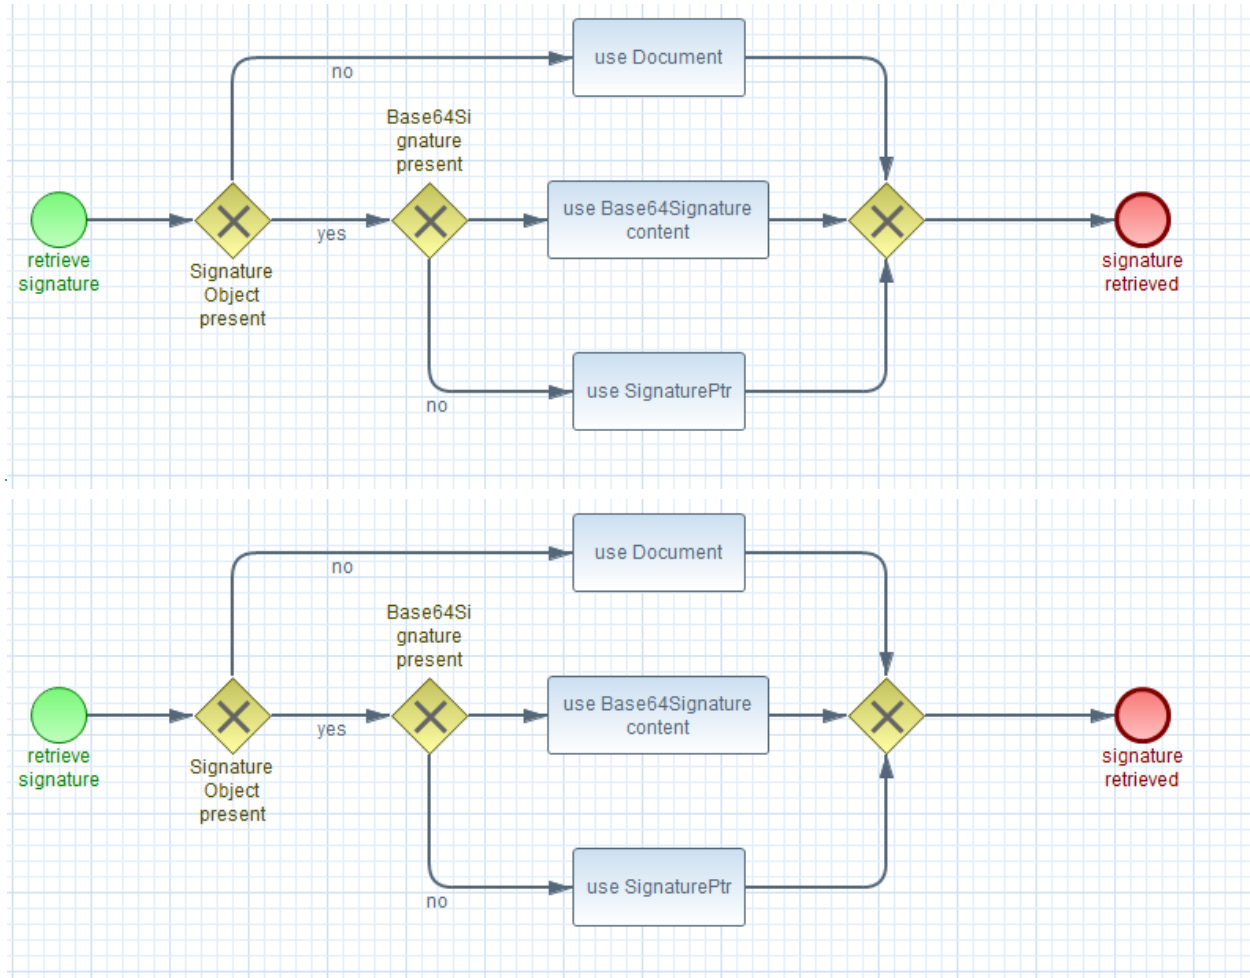 use Document
no
Base64Si
gnature
present
use Base64Signature
content
yes
retrieve
signature
Signature
Object
present
signature
retrieved
use SignaturePtr
no
use Document
no
Base64Si
gnature
present
use Base64Signature
content
yes
retrieve
signature
Signature
Object
present
signature
retrieved
use SignaturePtr
no